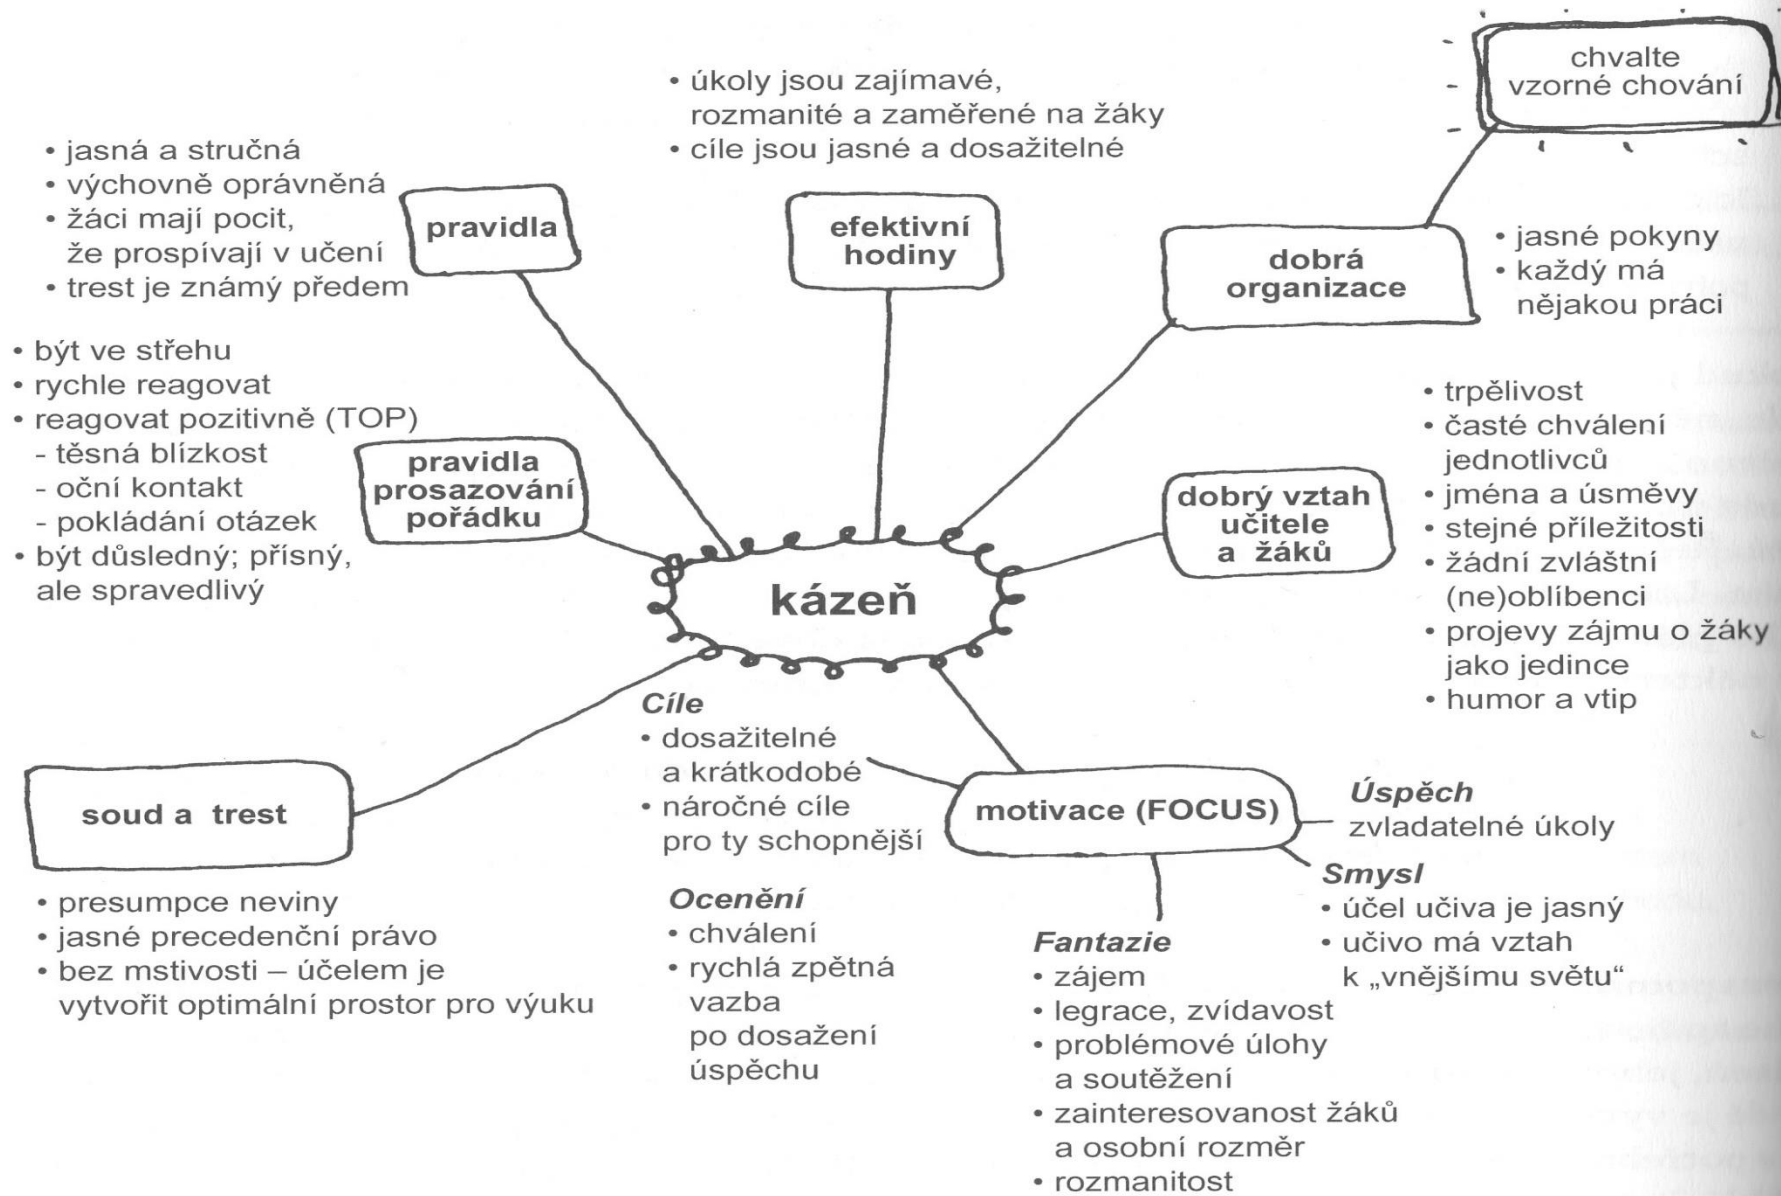 chvalte
vzorné chování
• úkoly jsou zajímavé,
rozmanité a zaměřené na žáky
• cíle jsou jasné a dosažitelné
• jasná a stručná
• výchovně oprávněná
• žáci mají pocit,
že prospívají v učení
• trest je známý předem
pravidla
efektivní
hodiny
dobrá
organizace
• jasné pokyny
• každý má
nějakou práci
• být ve střehu
• rychle reagovat
• reagovat pozitivně (TOP)
- těsná blízkost
- oční kontakt
- pokládání otázek
• být důsledný; přísný,
ale spravedlivý
pravidla
prosazování
pořádku
dobrý vztah
učitele
a žáků
• trpělivost
• časté chválení
jednotlivců
• jména a úsměvy
• stejné příležitosti
• žádní zvláštní
(ne)oblíbenci
• projevy zájmu o žáky
jako jedince
• humor a vtip
kázeň
soud a trest
• presumpce neviny
• jasné precedenční právo
• bez mstivosti – účelem je
vytvořit optimální prostor pro výuku
Cíle
• dosažitelné
a krátkodobé
• náročné cíle
pro ty schopnější
motivace (FOCUS)
Úspěch
zvladatelné úkoly
Smysl
• účel učiva je jasný
• učivo má vztah
k „vnějšímu světu“
Ocenění
• chválení
• rychlá zpětná
vazba
po dosažení
úspěchu
Fantazie
• zájem
• legrace, zvídavost
• problémové úlohy
a soutěžení
• zainteresovanost žáků
a osobní rozměr
• rozmanitost